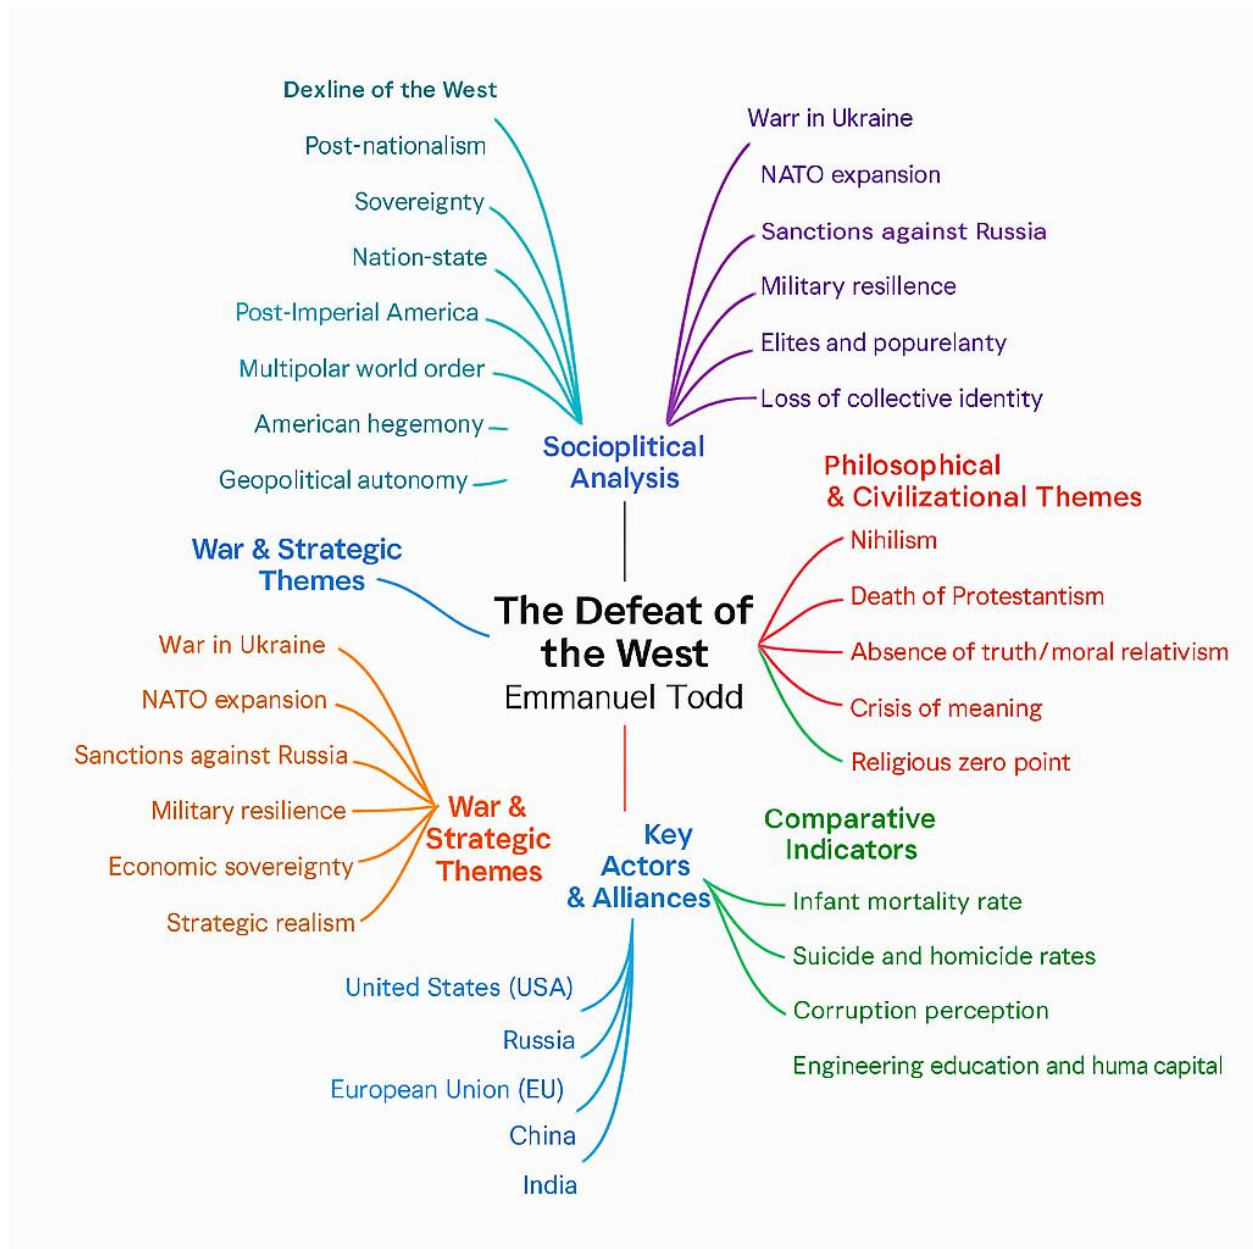 Dexline of the West
Post-nationalism
Sovereignty
Nation-state
Post-Imperial America
Multipolar world order
American hegemony
Geopolitical autonomy
Warr in Ukraine
NATO expansion
Sanctions against Russia
Military resillence
Elites and popurelanty
Loss of collective identity
Socioplitical
Analysis
Philosophical
& Civilizational Themes
Nihilism
Death of Protestantism
Absence of truth/moral relativism
Crisis of meaning
Religious zero point
War & Strategic
Themes
The Defeat of
the West
Emmanuel Todd
War in Ukraine
NATO expansion
Sanctions against Russia
Military resilience
Economic sovereignty
Strategic realism
War &
Strategic
Themes
Key
Actors
& Alliances
United States (USA)
Russia
European Union (EU)
China
India
Comparative
Indicators
Infant mortality rate
Suicide and homicide rates
Corruption perception
Engineering education and huma capital